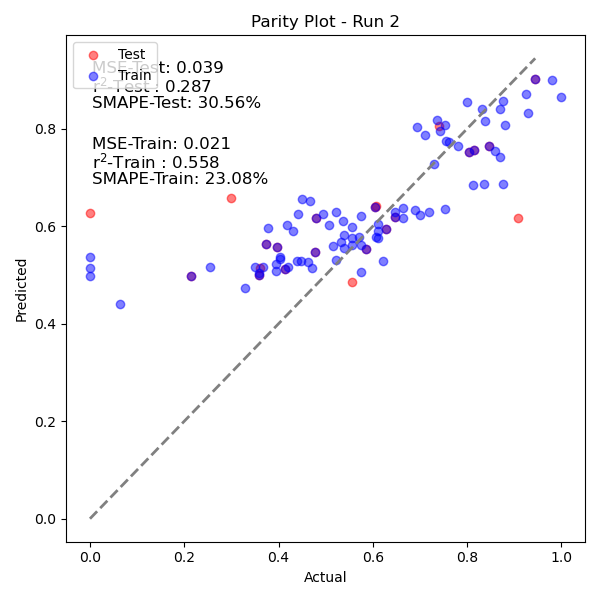 Parity Plot - Run 2
Test
Train
MSE-Test: 0.039
r²-Test : 0.287
SMAPE-Test: 30.56%
MSE-Train: 0.021
r²-Train : 0.558
SMAPE-Train: 23.08%
Predicted
0.8
0.6
0.4
0.2
0.0
0.0 0.2 0.4 0.6 0.8 1.0
Actual